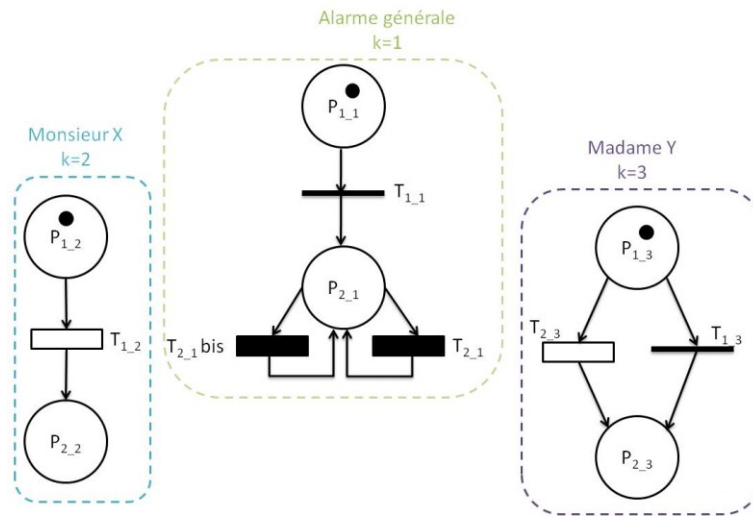 Alarme générale
k=1
P1_1
T1_1
P2_1
T2_1 bis
T2_1
Monsieur X
k=2
P1_2
T1_2
P2_2
Madame Y
k=3
P1_3
T2_3
T1_3
P2_3